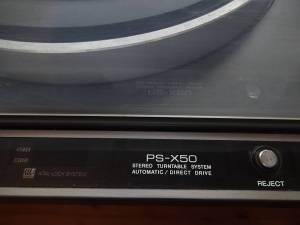 PS-X50
STEREO TURNTABLE SYSTEM
AUTOMATIC / DIRECT DRIVE
REJECT